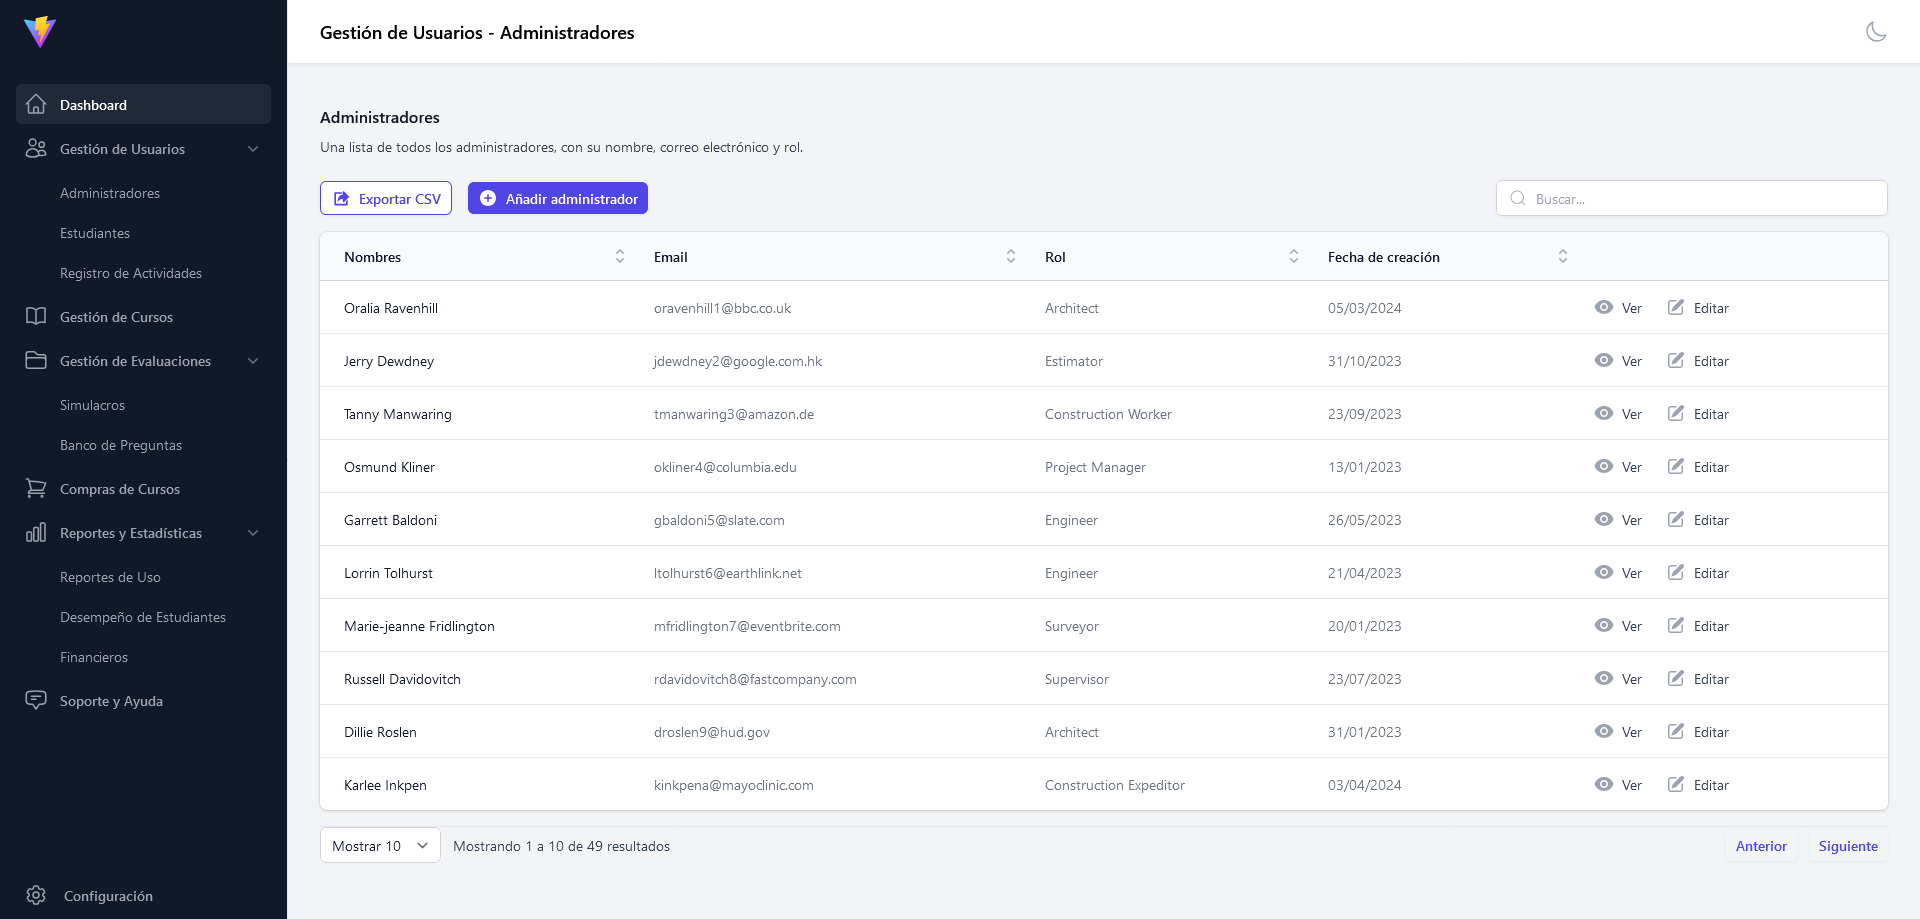 Gestión de Usuarios - Administradores
Dashboard
Gestión de Usuarios
Administradores
Estudiantes
Registro de Actividades
Gestión de Cursos
Gestión de Evaluaciones
Simulacros
Banco de Preguntas
Compras de Cursos
Reportes y Estadísticas
Reportes de Uso
Desempeño de Estudiantes
Financieros
Soporte y Ayuda
Configuración
Administradores
Una lista de todos los administradores, con su nombre, correo electrónico y rol.
Exportar CSV Añadir administrador Buscar...
Nombres Email Rol Fecha de creación
Oralia Ravenhill oravenhill1@bbc.co.uk Architect 05/03/2024 Ver Editar
Jerry Dewdney jdewdney2@google.com.hk Estimator 31/10/2023 Ver Editar
Tanny Manwaring tmanwaring3@amazon.de Construction Worker 23/09/2023 Ver Editar
Osmund Kliner okliner4@columbia.edu Project Manager 13/01/2023 Ver Editar
Garrett Baldoni gbaldoni5@slate.com Engineer 26/05/2023 Ver Editar
Lorrin Tolhurst ltolhurst6@earthlink.net Engineer 21/04/2023 Ver Editar
Marie-jeanne Fridlington mfridlington7@eventbrite.com Surveyor 20/01/2023 Ver Editar
Russell Davidovitch rdavidovitch8@fastcompany.com Supervisor 23/07/2023 Ver Editar
Dillie Roslen droslen9@hud.gov Architect 31/01/2023 Ver Editar
Karlee Inkpen kinkpena@mayoclinic.com Construction Expeditor 03/04/2024 Ver Editar
Mostrar 10 Mostrando 1 a 10 de 49 resultados Anterior Siguiente